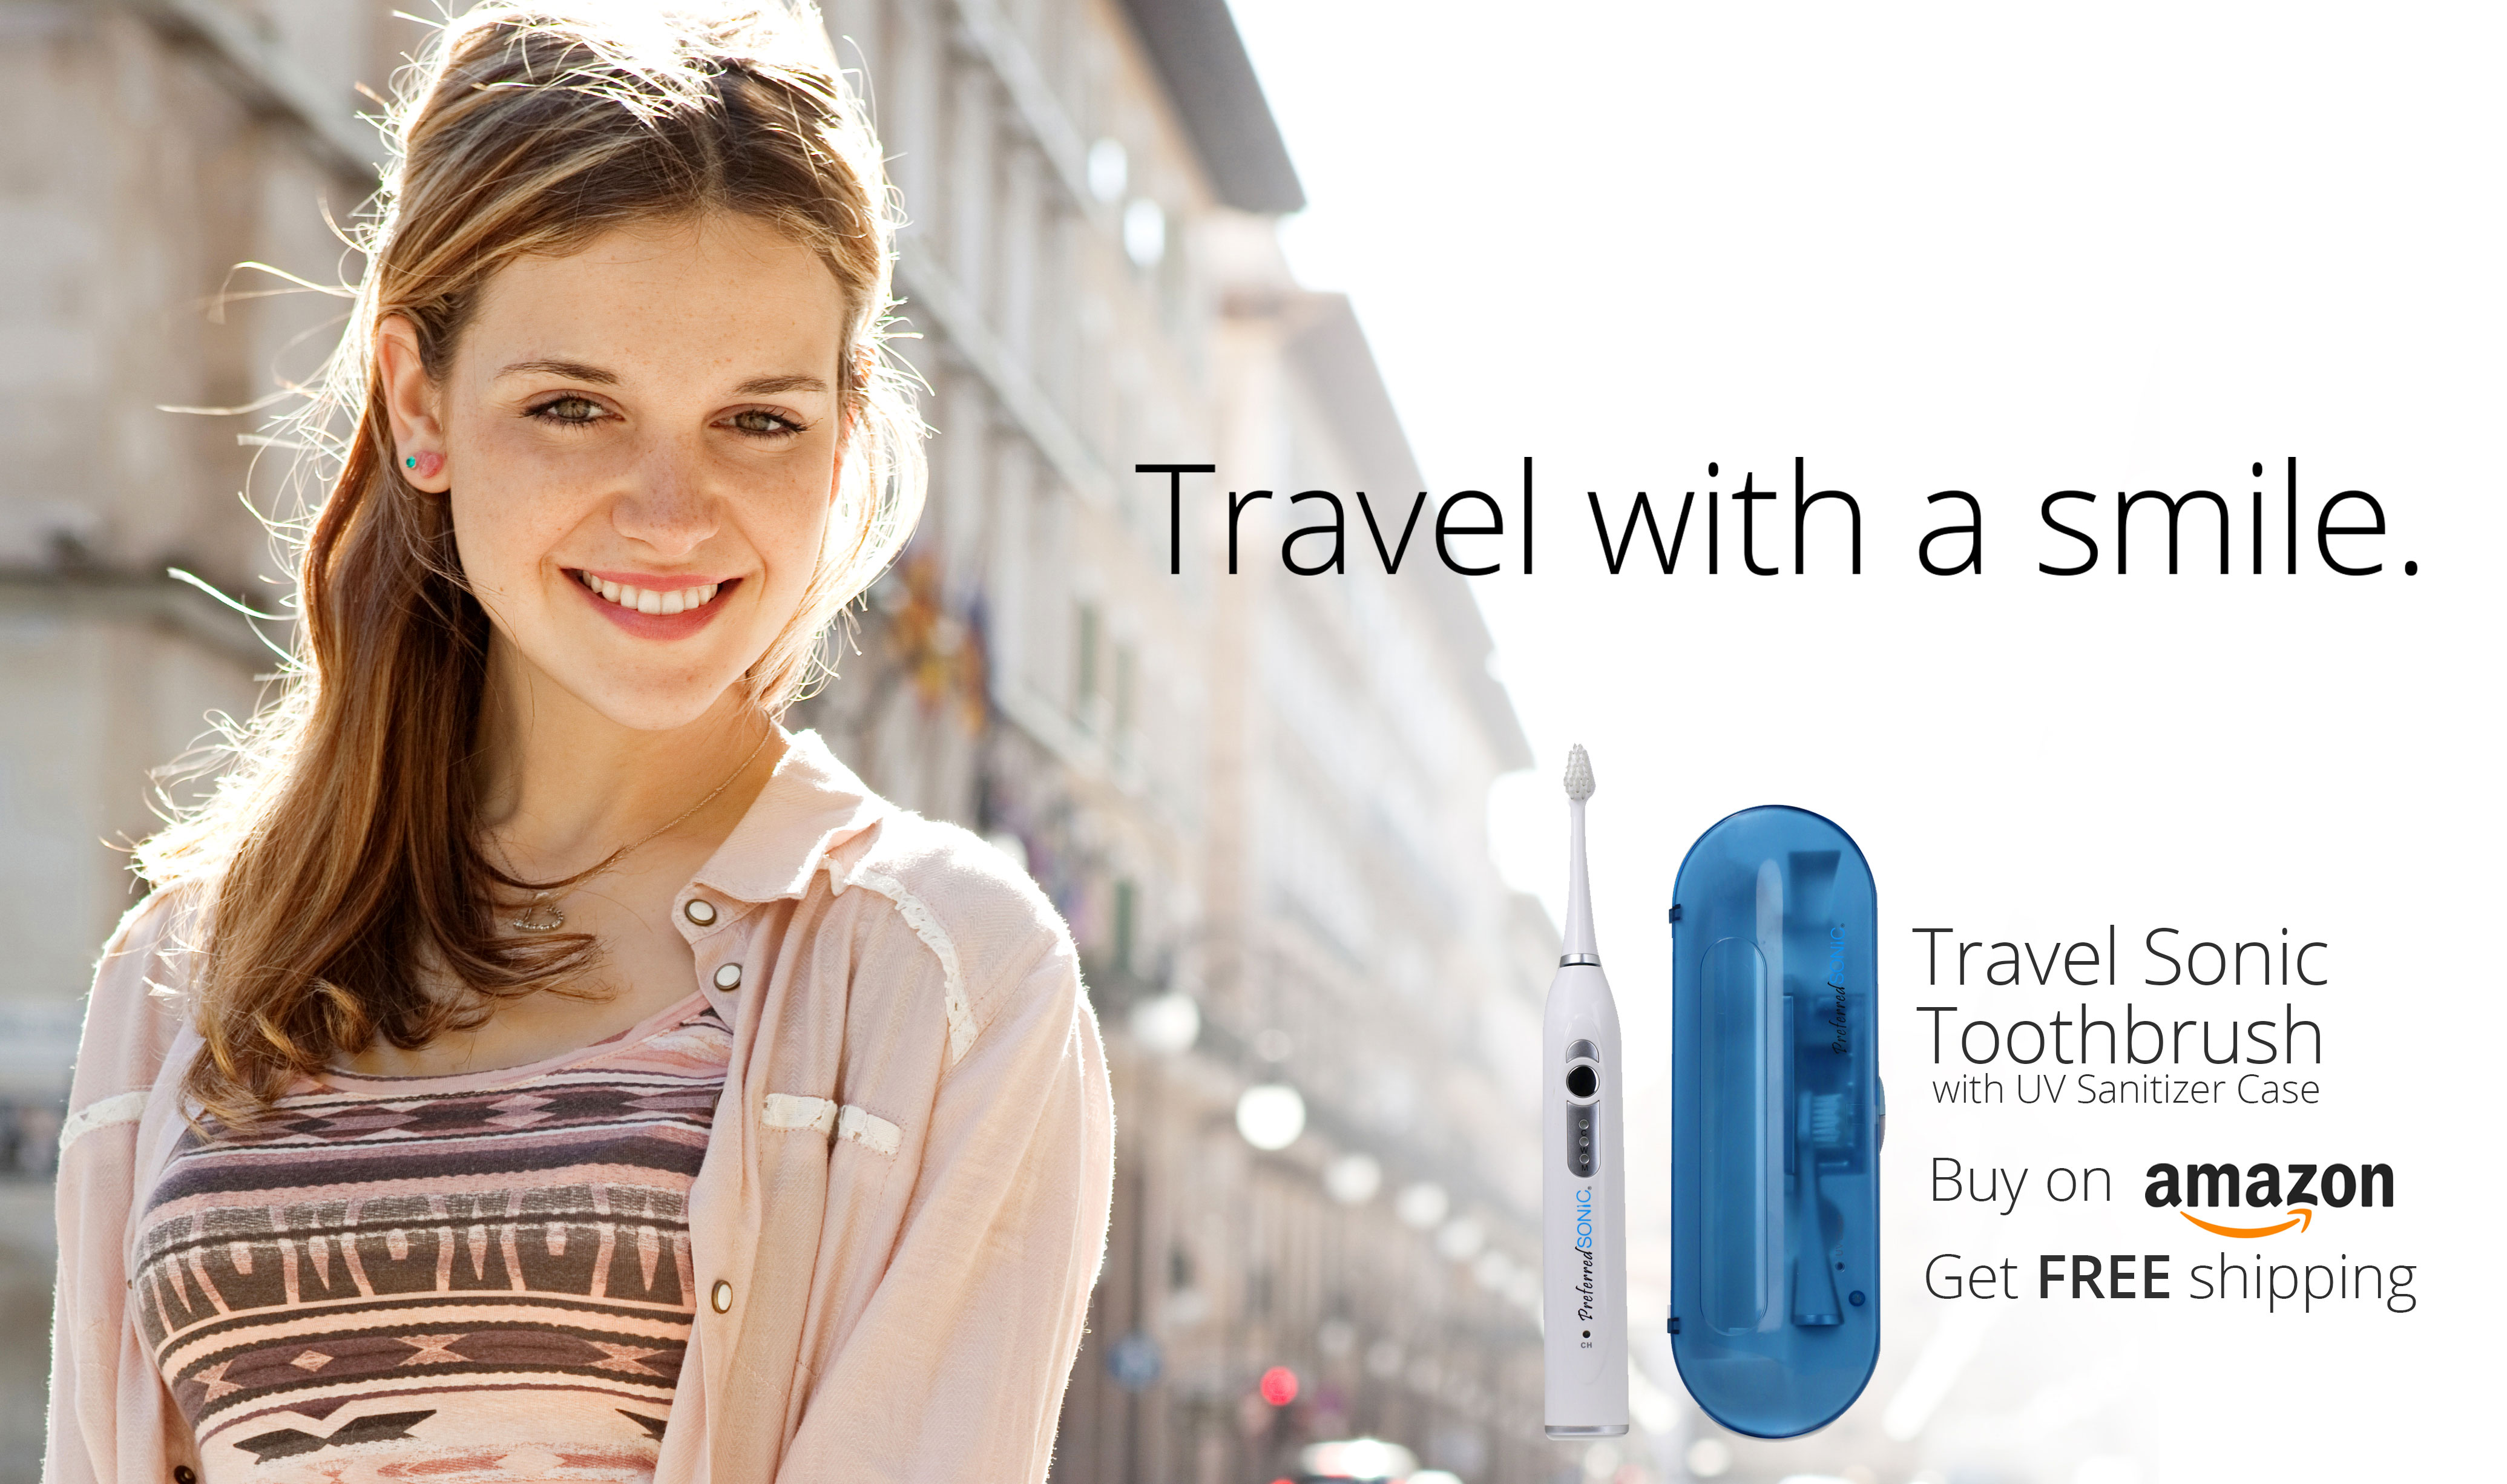 Travel with a smile.
Travel Sonic
Toothbrush
with UV Sanitizer Case
Buy on amazon
Get FREE shipping
PreferredSONIC®
CH
PreferredSONIC®